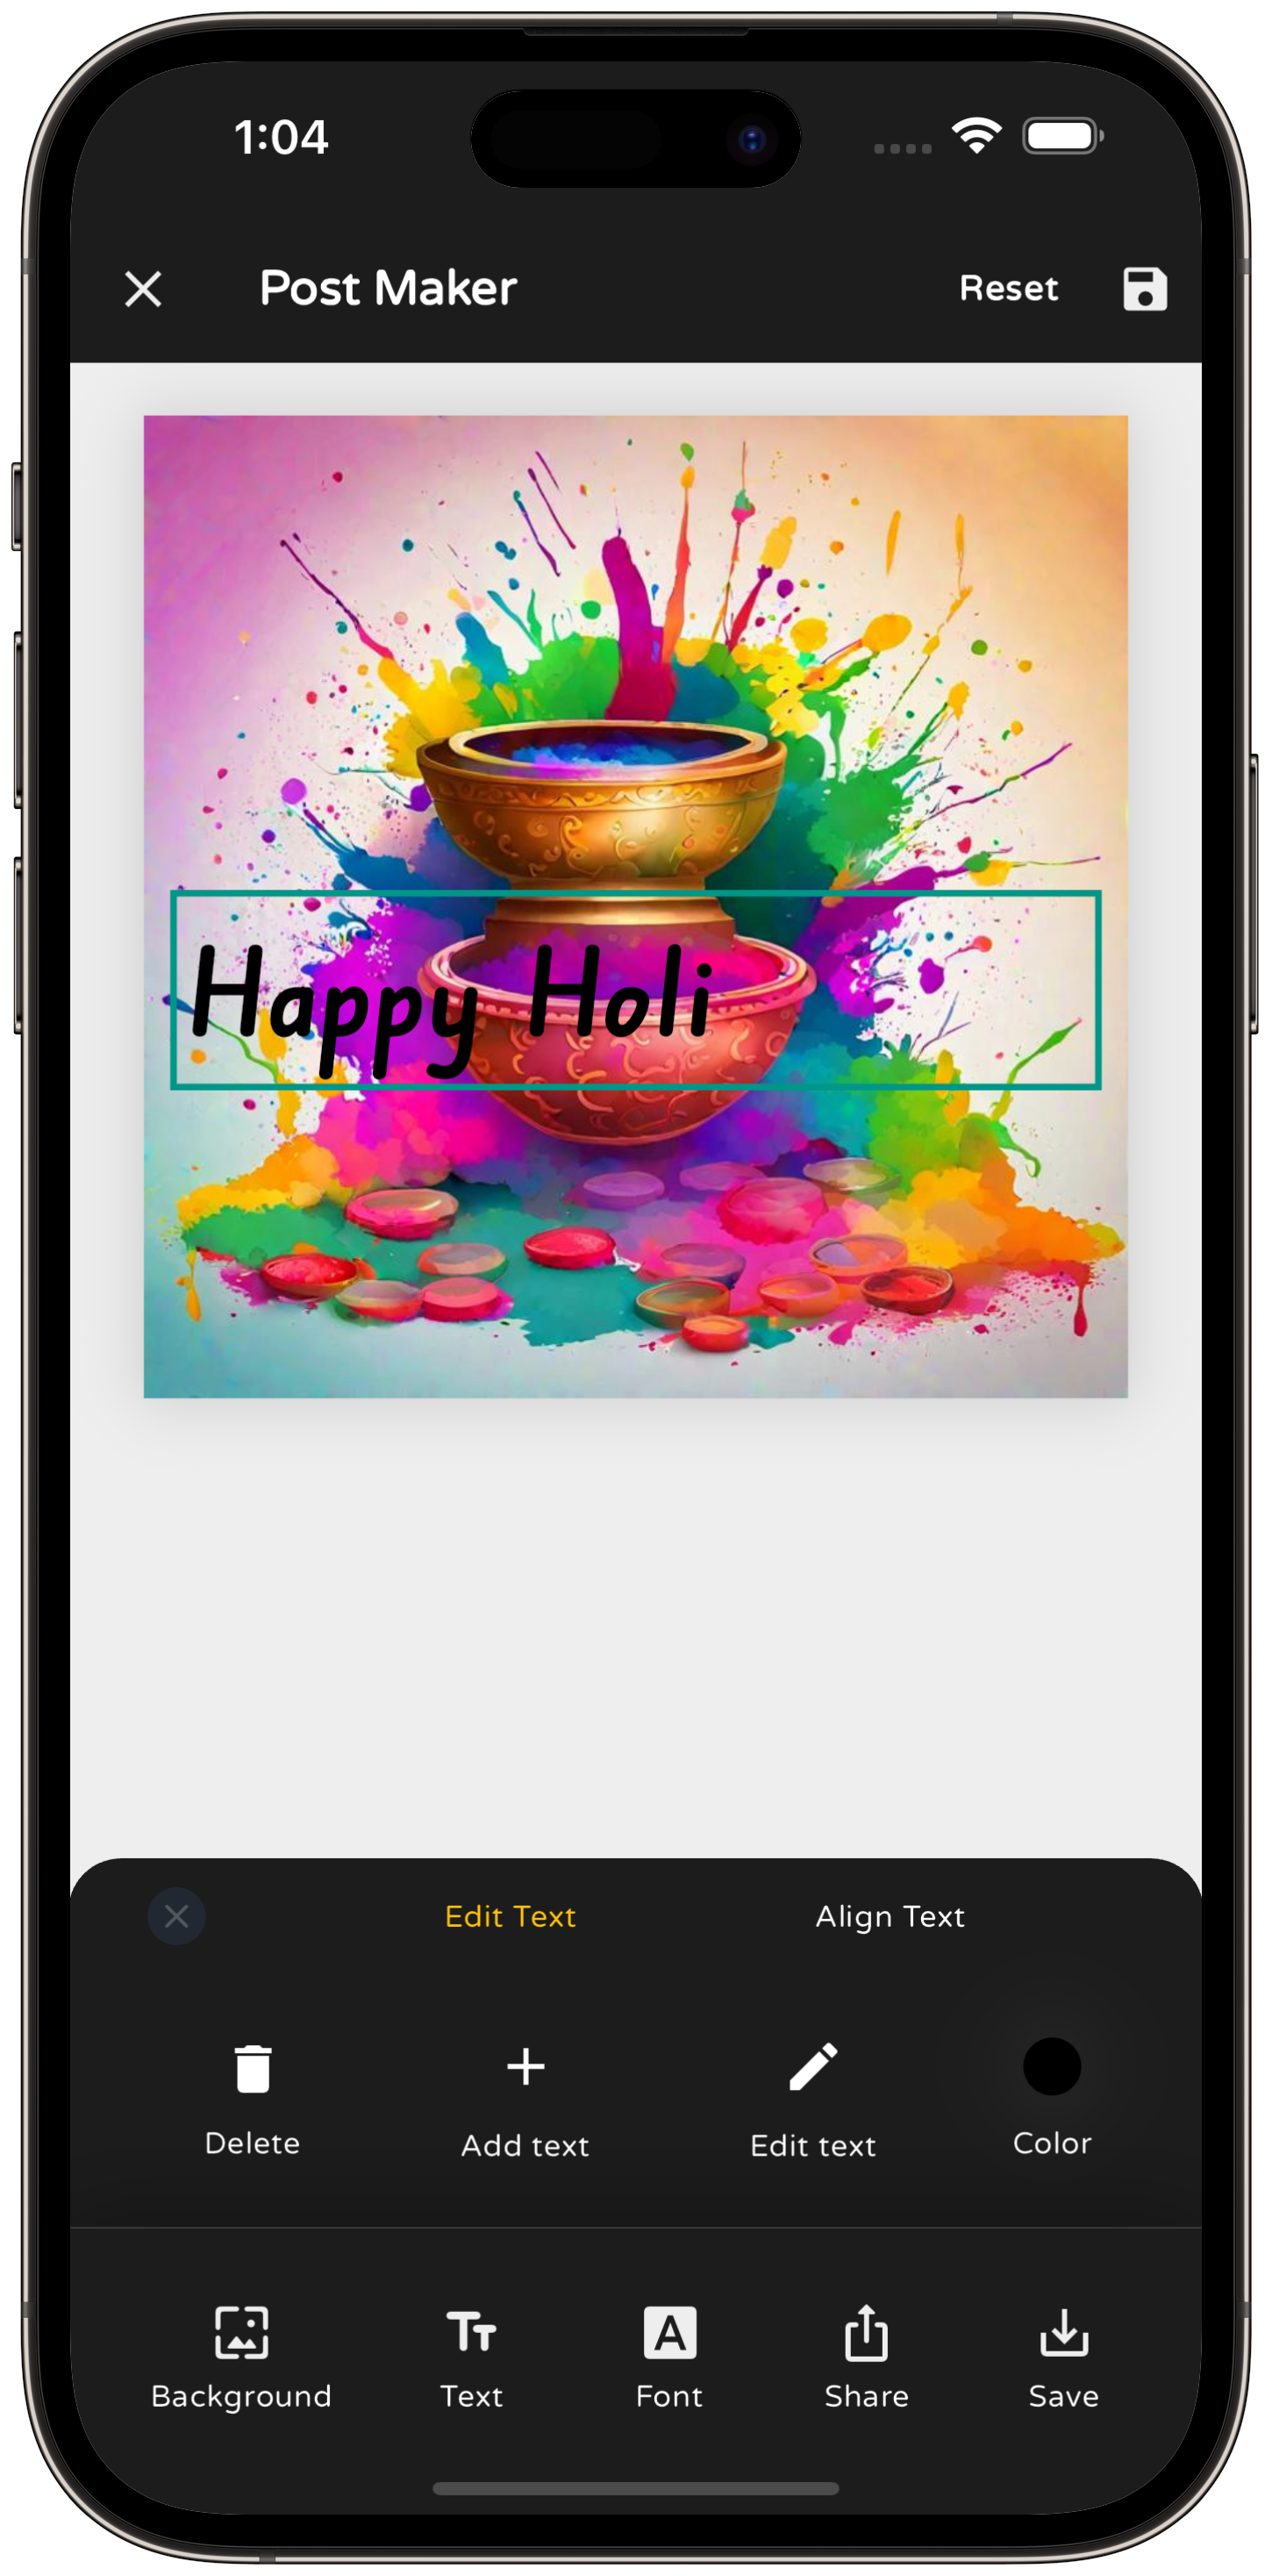 1:04
Post Maker
Reset
Happy Holi
Edit Text
Align Text
Delete
Add text
Edit text
Color
Background
Text
Font
Share
Save